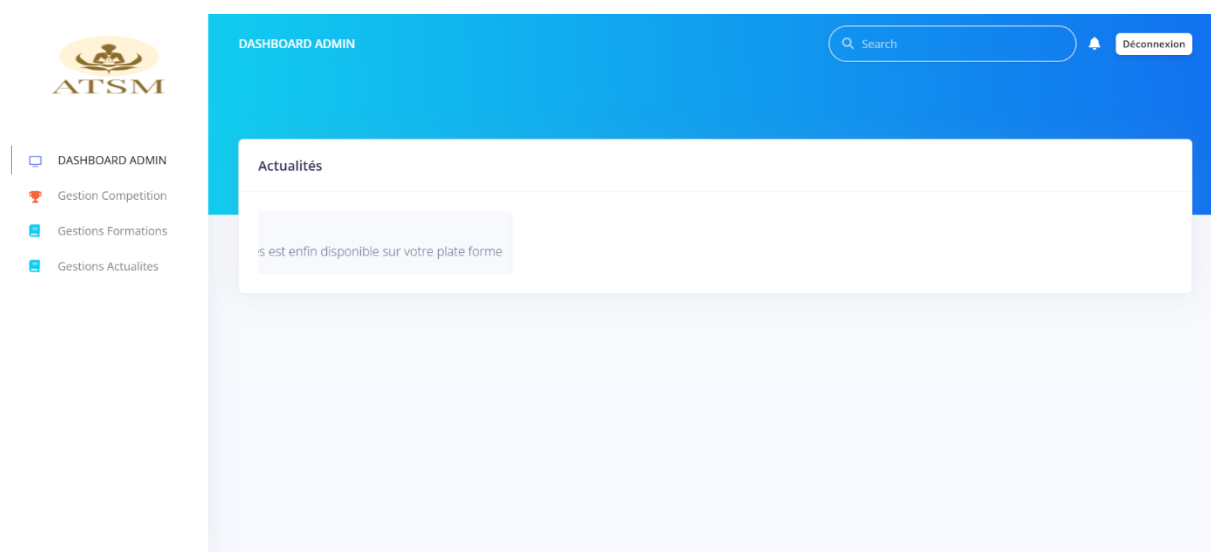 ATSM
DASHBOARD ADMIN
Search
Déconnexion
DASHBOARD ADMIN
Gestion Competition
Gestions Formations
Gestions Actualites
Actualités
est enfin disponible sur votre plate forme